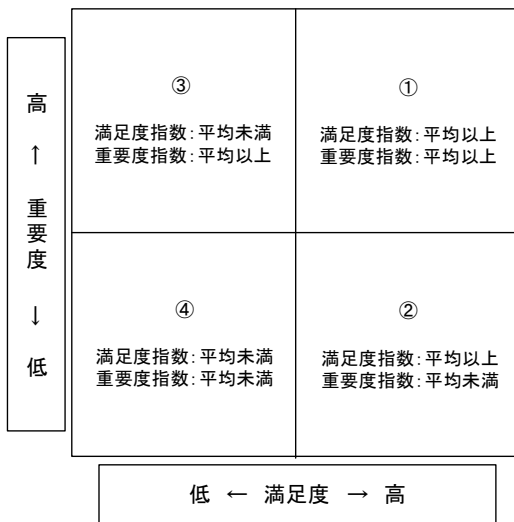 高 ↑ 重要度 ↓ 低
③
満足度指数:平均未満
重要度指数:平均以上
①
満足度指数:平均以上
重要度指数:平均以上
④
満足度指数:平均未満
重要度指数:平均未満
②
満足度指数:平均以上
重要度指数:平均未満
低 ← 満足度 → 高